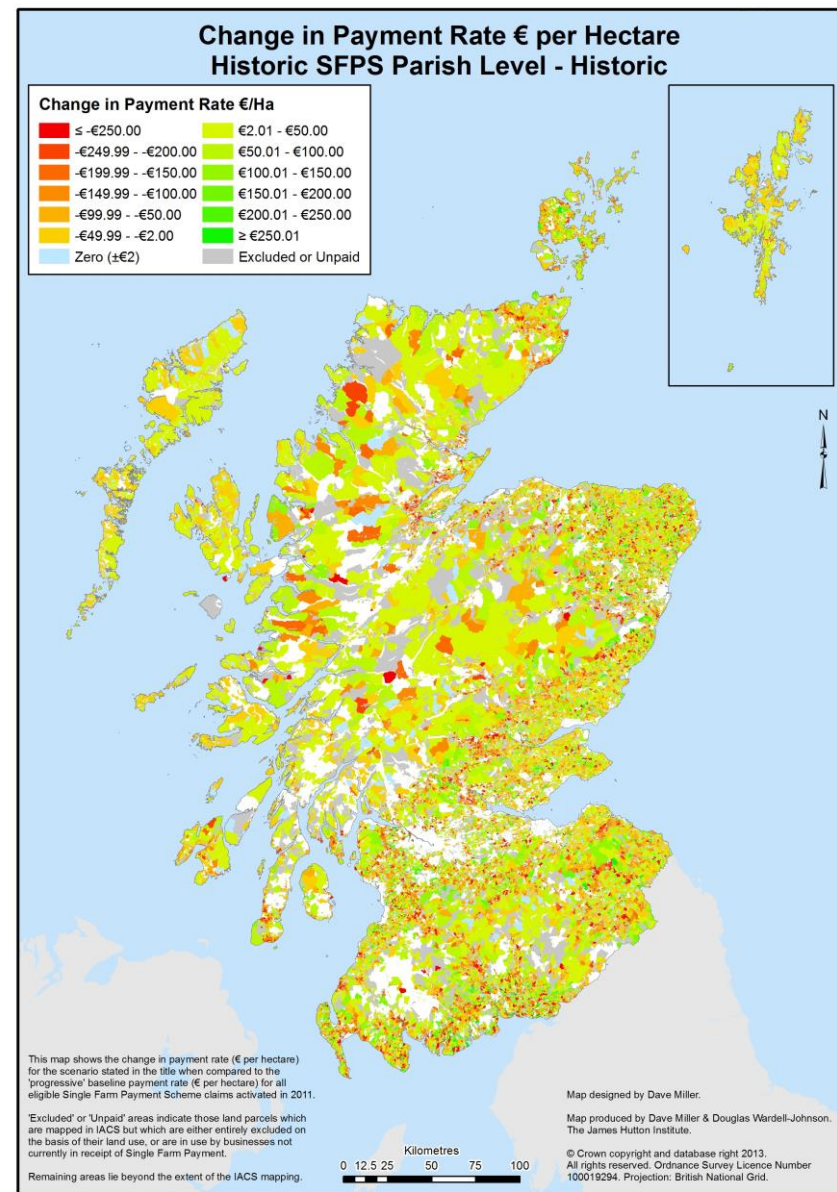 Change in Payment Rate € per Hectare
Historic SFPS Parish Level - Historic
Change in Payment Rate €/Ha
≤ -€250.00
-€249.99 - -€200.00
-€199.99 - -€150.00
-€149.99 - -€100.00
-€99.99 - -€50.00
-€49.99 - -€2.00
Zero (±€2)
€2.01 - €50.00
€50.01 - €100.00
€100.01 - €150.00
€150.01 - €200.00
€200.01 - €250.00
≥ €250.01
Excluded or Unpaid
N
This map shows the change in payment rate (€ per hectare)
for the scenario stated in the title when compared to the
'progressive' baseline payment rate (€ per hectare) for all
eligible Single Farm Payment Scheme claims activated in 2011.
'Excluded' or 'Unpaid' areas indicate those land parcels which
are mapped in IACS but which are either entirely excluded on
the basis of their land use, or are in use by businesses not
currently in receipt of Single Farm Payment.
Remaining areas lie beyond the extent of the IACS mapping.
Kilometres
0 12.5 25 50 75 100
Map designed by Dave Miller.
Map produced by Dave Miller & Douglas Wardell-Johnson.
The James Hutton Institute.
© Crown copyright and database right 2013.
All rights reserved. Ordnance Survey Licence Number
100019294. Projection: British National Grid.